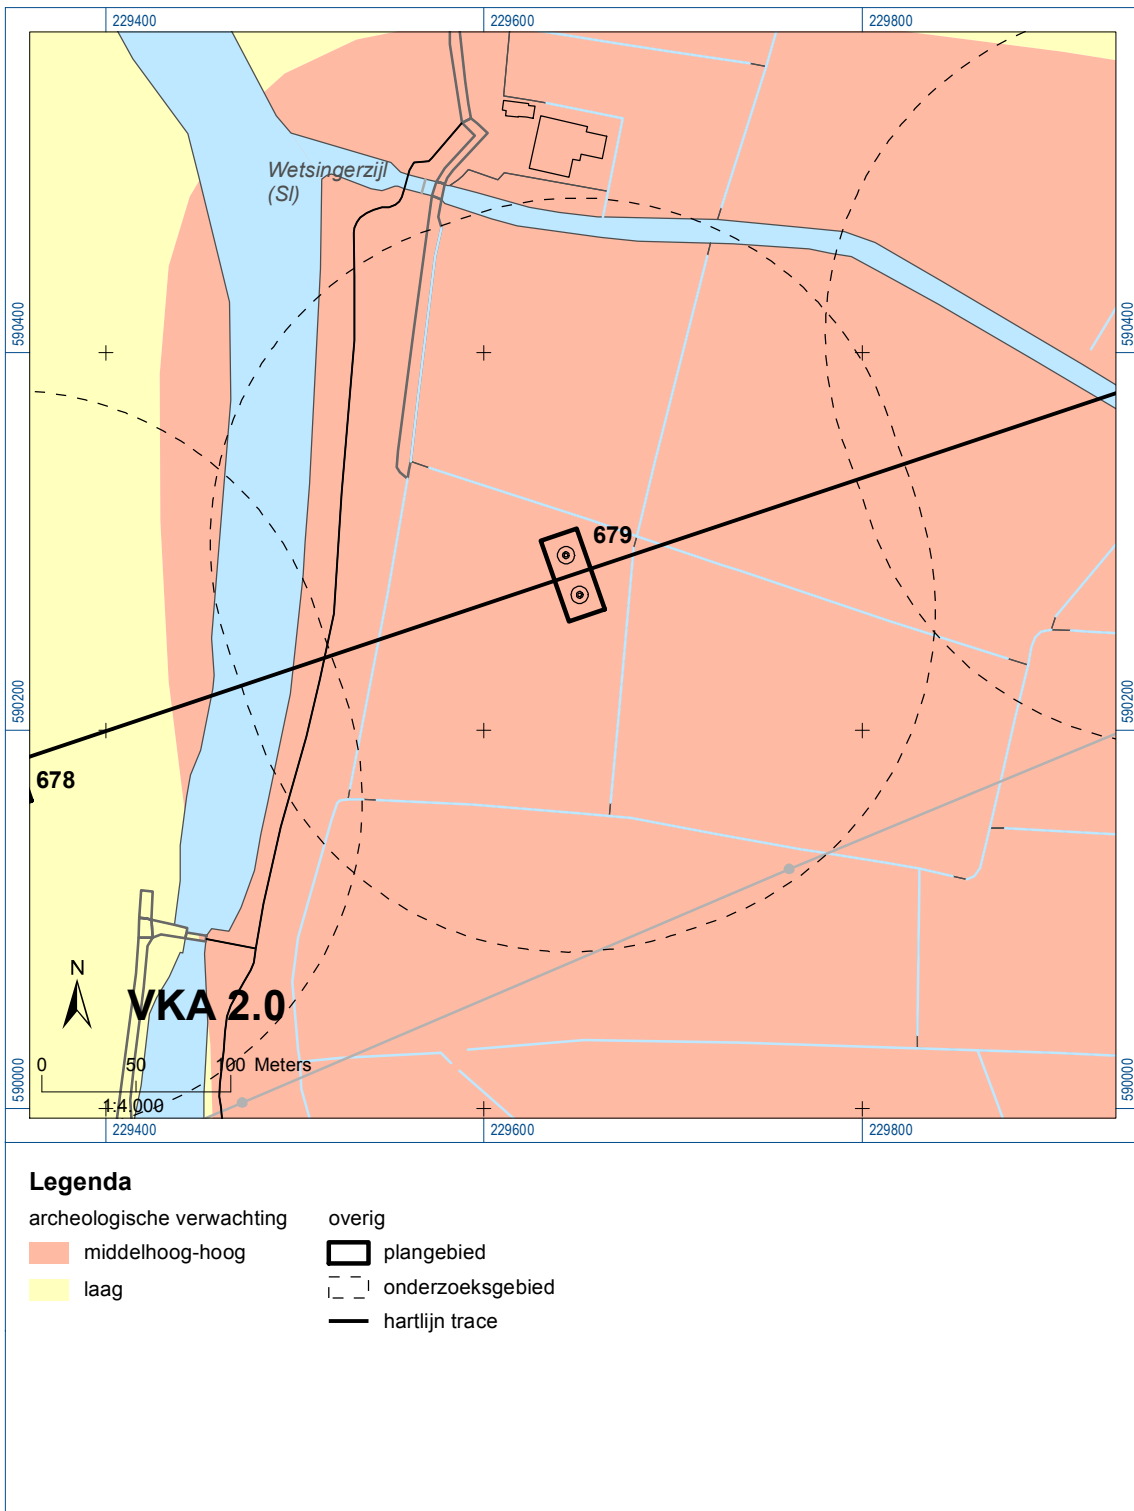 229400
229600
229800
Wetsingerzijl
(Sl)
590400
590400
679
590200
590200
678
N
VKA 2.0
0
50
100 Meters
1:4.000
590000
590000
229400
229600
229800
Legenda
archeologische verwachting
overig
middelhoog-hoog
plangebied
laag
onderzoeksgebied
hartlijn trace